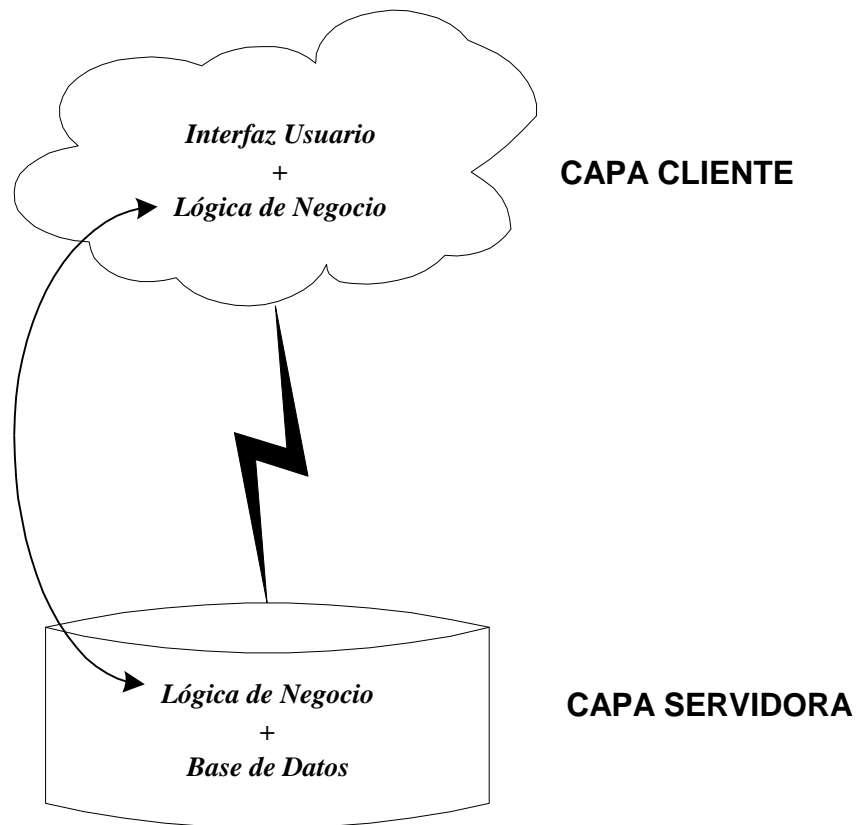 Interfaz Usuario
+
Lógica de Negocio
CAPA CLIENTE
Lógica de Negocio
+
Base de Datos
CAPA SERVIDORA